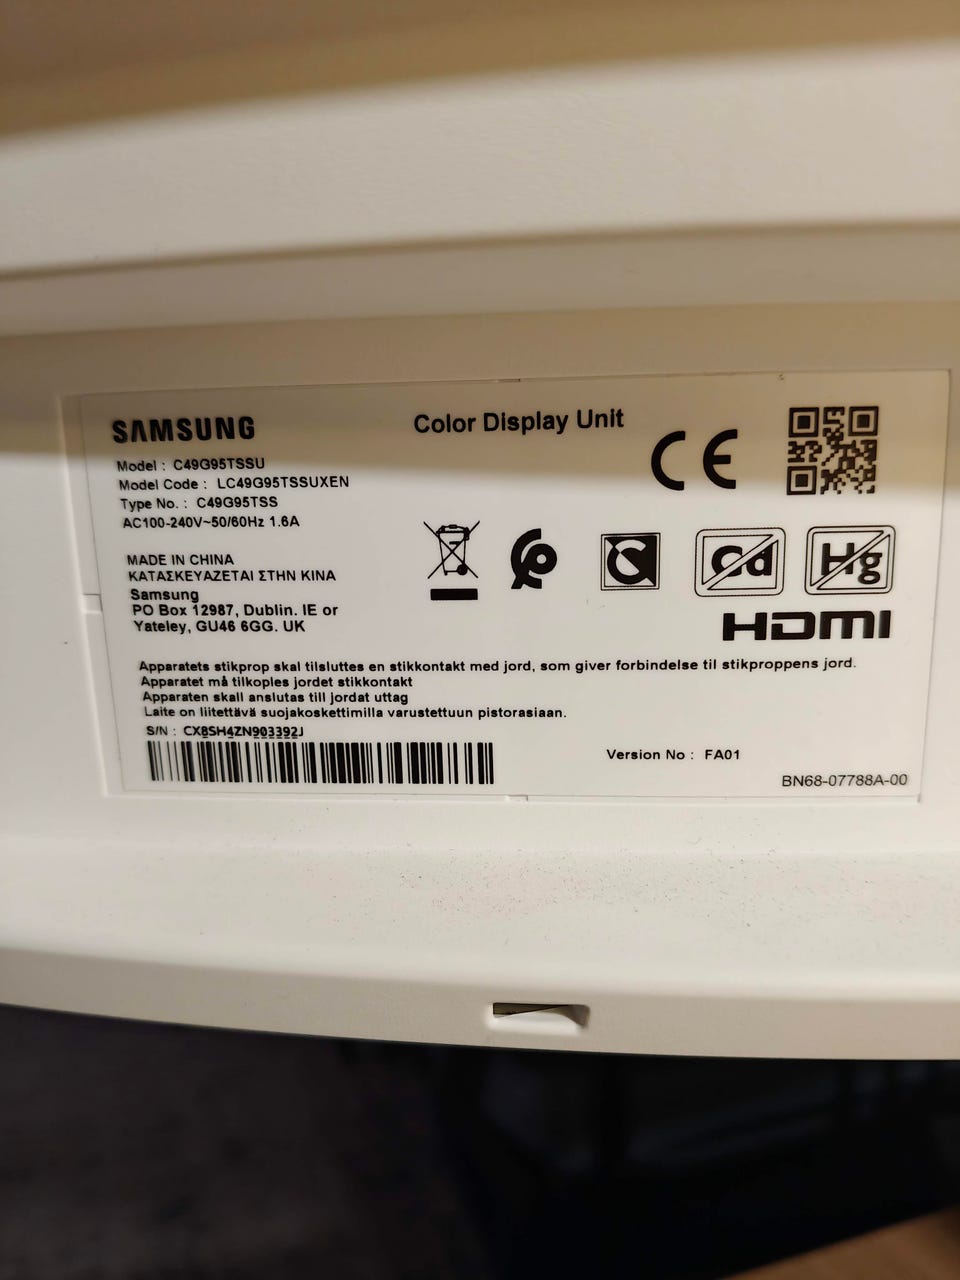 SAMSUNG
Color Display Unit
CE
Model : C49G95TSSU
Model Code : LC49G95TSSUXEN
Type No. : C49G95TSS
AC100-240V~50/60Hz 1.6A
MADE IN CHINA
ΚΑΤΑΣΚΕΥΑΖΕΤΑΙ ΣΤΗΝ ΚΙΝΑ
Samsung
PO Box 12987, Dublin. IE or
Yateley, GU46 6GG. UK
Cd
Hg
HDMI
Apparatets stikprop skal tilsluttes en stikkontakt med jord, som giver forbindelse til stikproppens jord.
Apparatet må tilkoples jordet stikkontakt
Apparaten skall anslutas till jordat uttag
Laite on liitettävä suojakoskettimilla varustettuun pistorasiaan.
S/N : CX8SH4ZN903392J
Version No : FA01
BN68-07788A-00